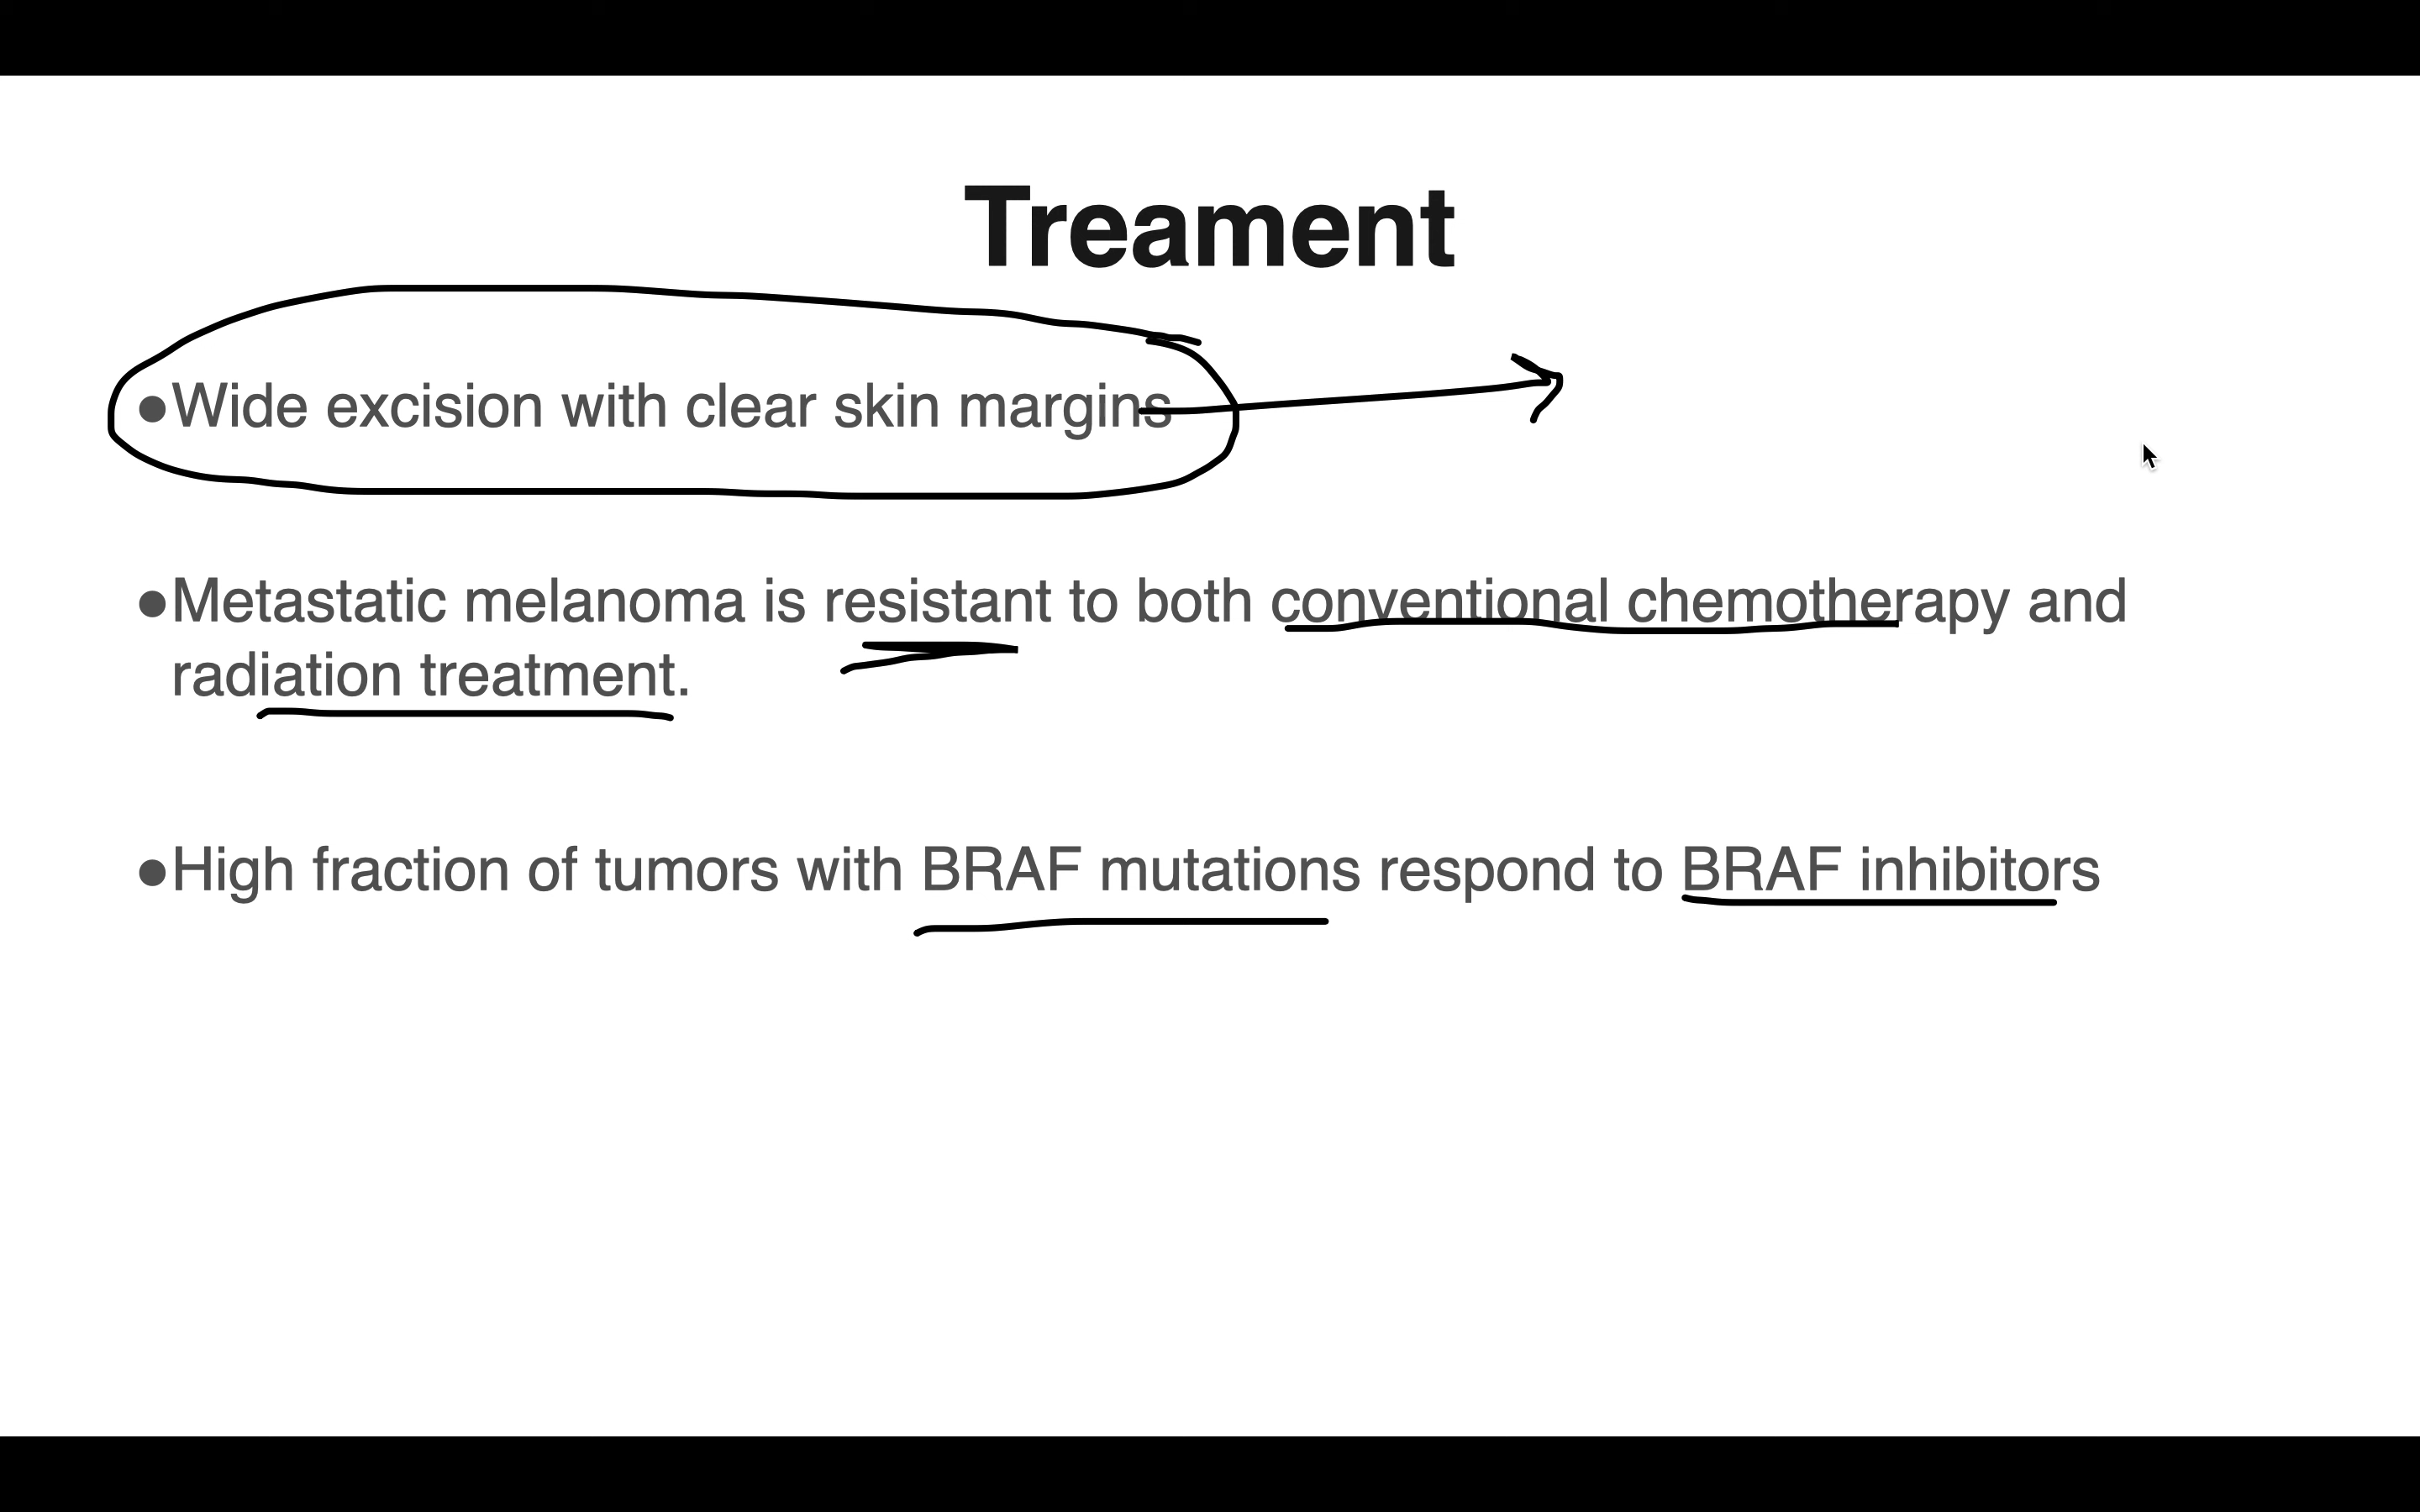 Treament
•Wide excision with clear skin margins
•Metastatic melanoma is resistant to both conventional chemotherapy and
radiation treatment.
•High fraction of tumors with BRAF mutations respond to BRAF inhibitors